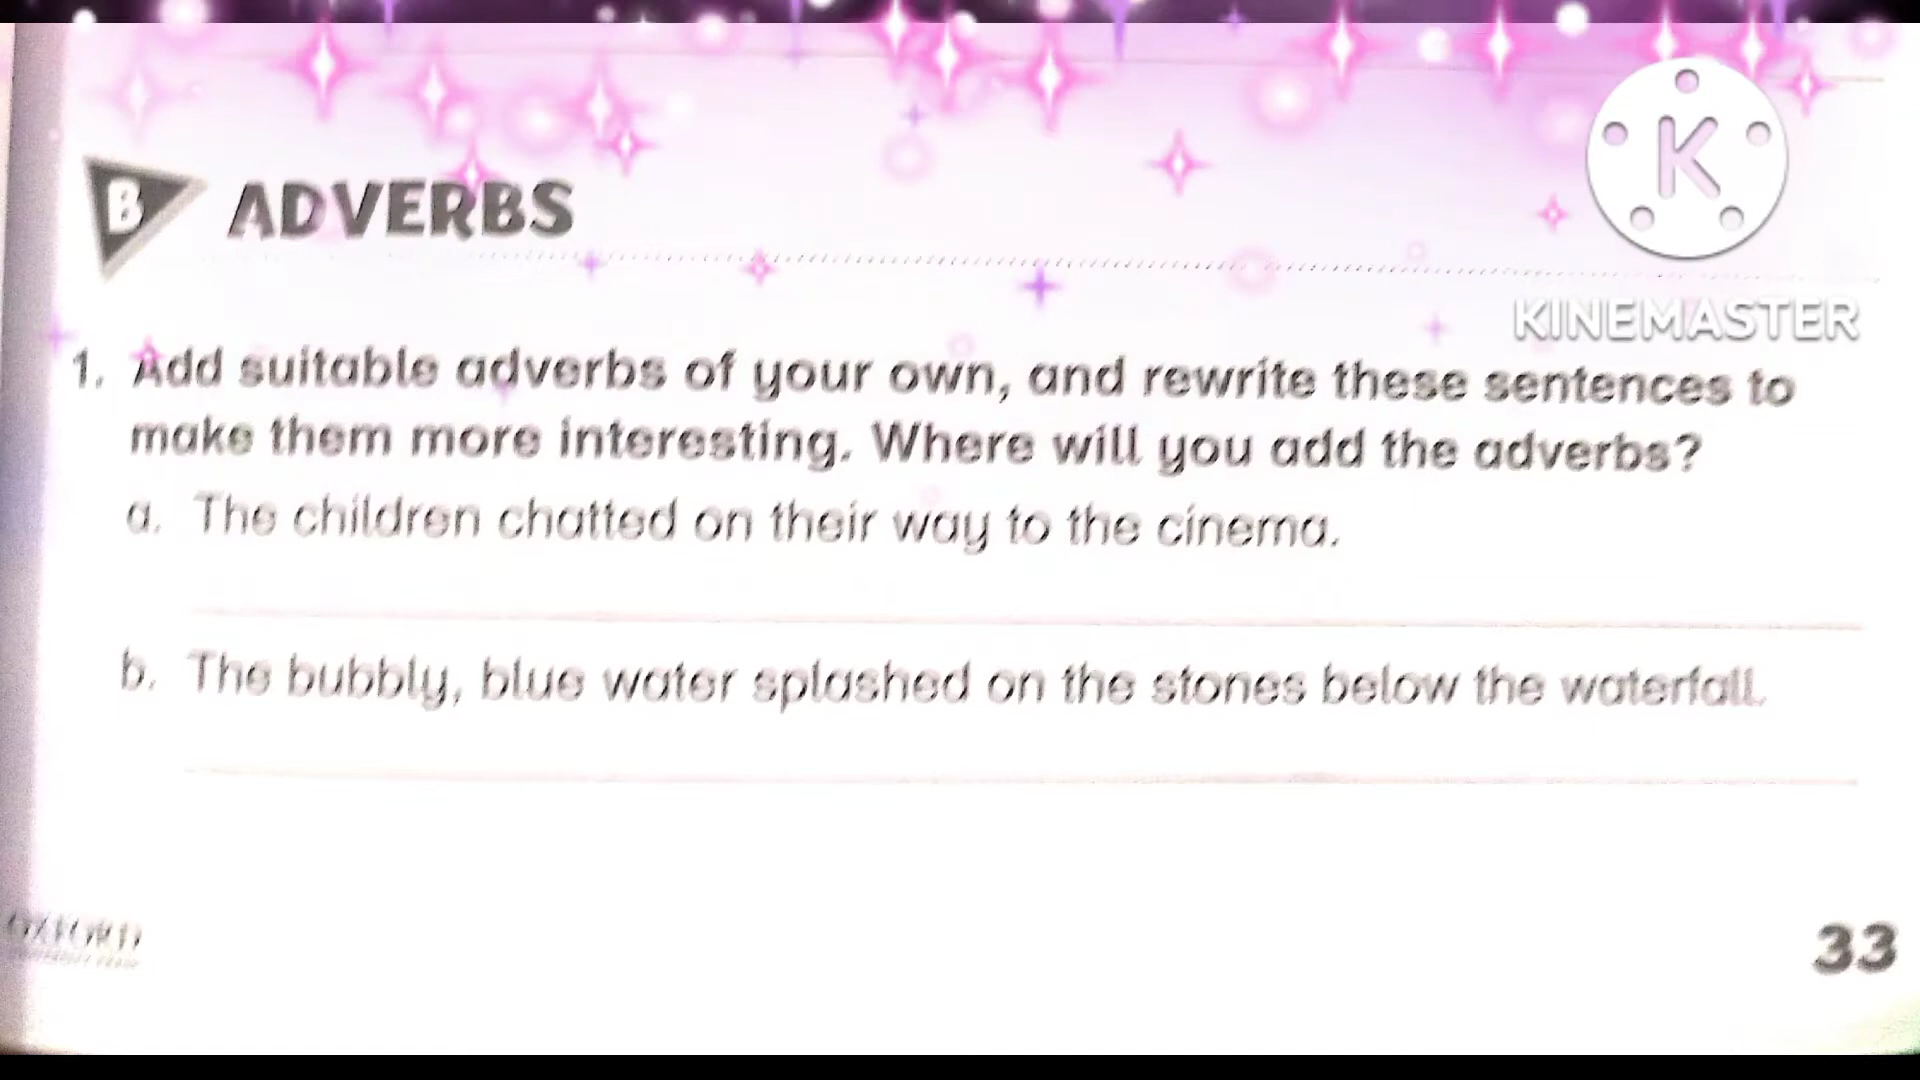 K
KINEMASTER
B ADVERBS
1. Add suitable adverbs of your own, and rewrite these sentences to
make them more interesting. Where will you add the adverbs?
a. The children chatted on their way to the cinema.
b. The bubbly, blue water splashed on the stones below the waterfall.
OXFORD
UNIVERSITY PRESS
33